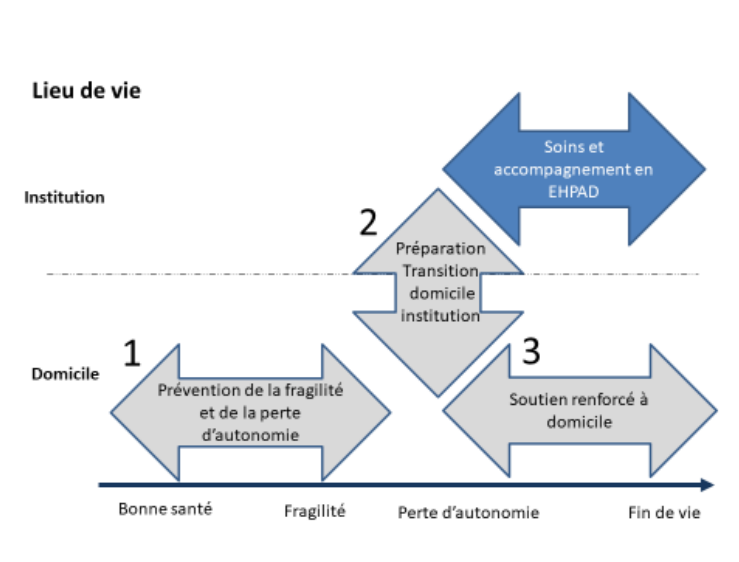 Lieu de vie
Soins et
accompagnement en
EHPAD
Institution
2
Préparation
Transition
domicile
institution
1
3
Domicile
Prévention de la fragilité
et de la perte
d’autonomie
Soutien renforcé à
domicile
Bonne santé
Fragilité
Perte d’autonomie
Fin de vie